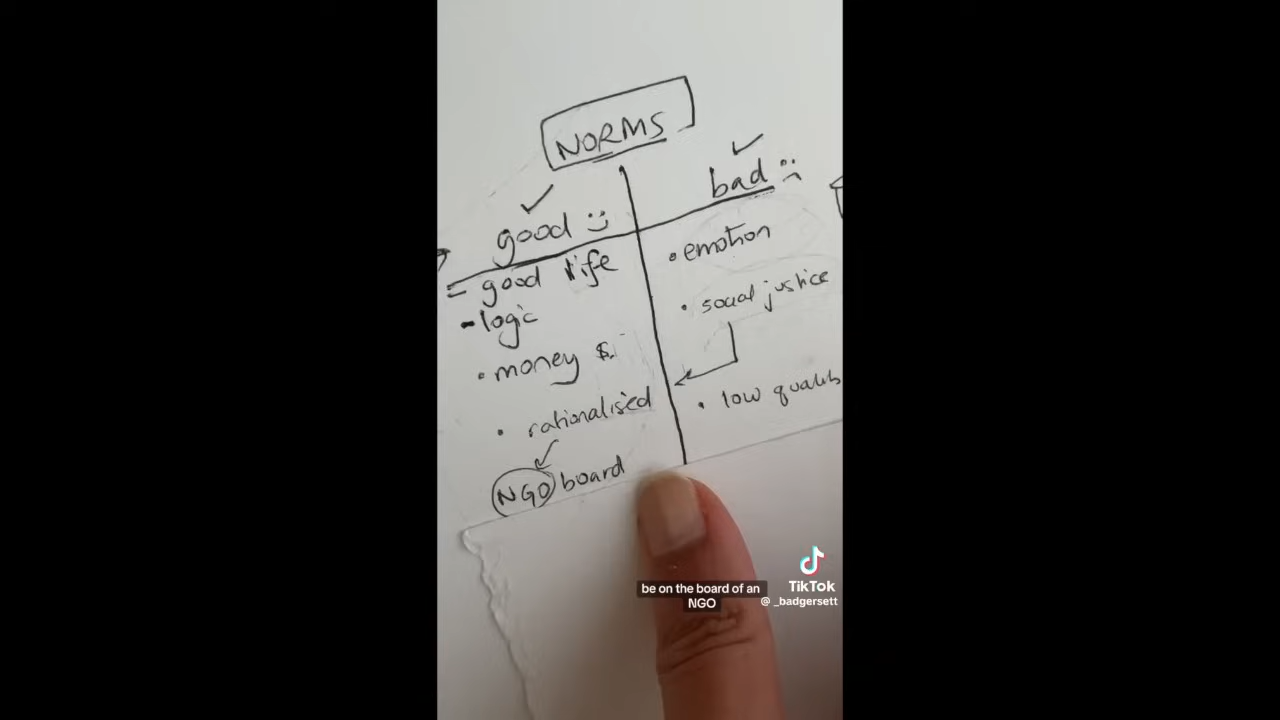 NORMS
good
bad
= good life
- logic
• money $
• rationalised
NGO board
• emotion
• social justice
• low
be on the board of an
NGO
TikTok
@ _badgersett